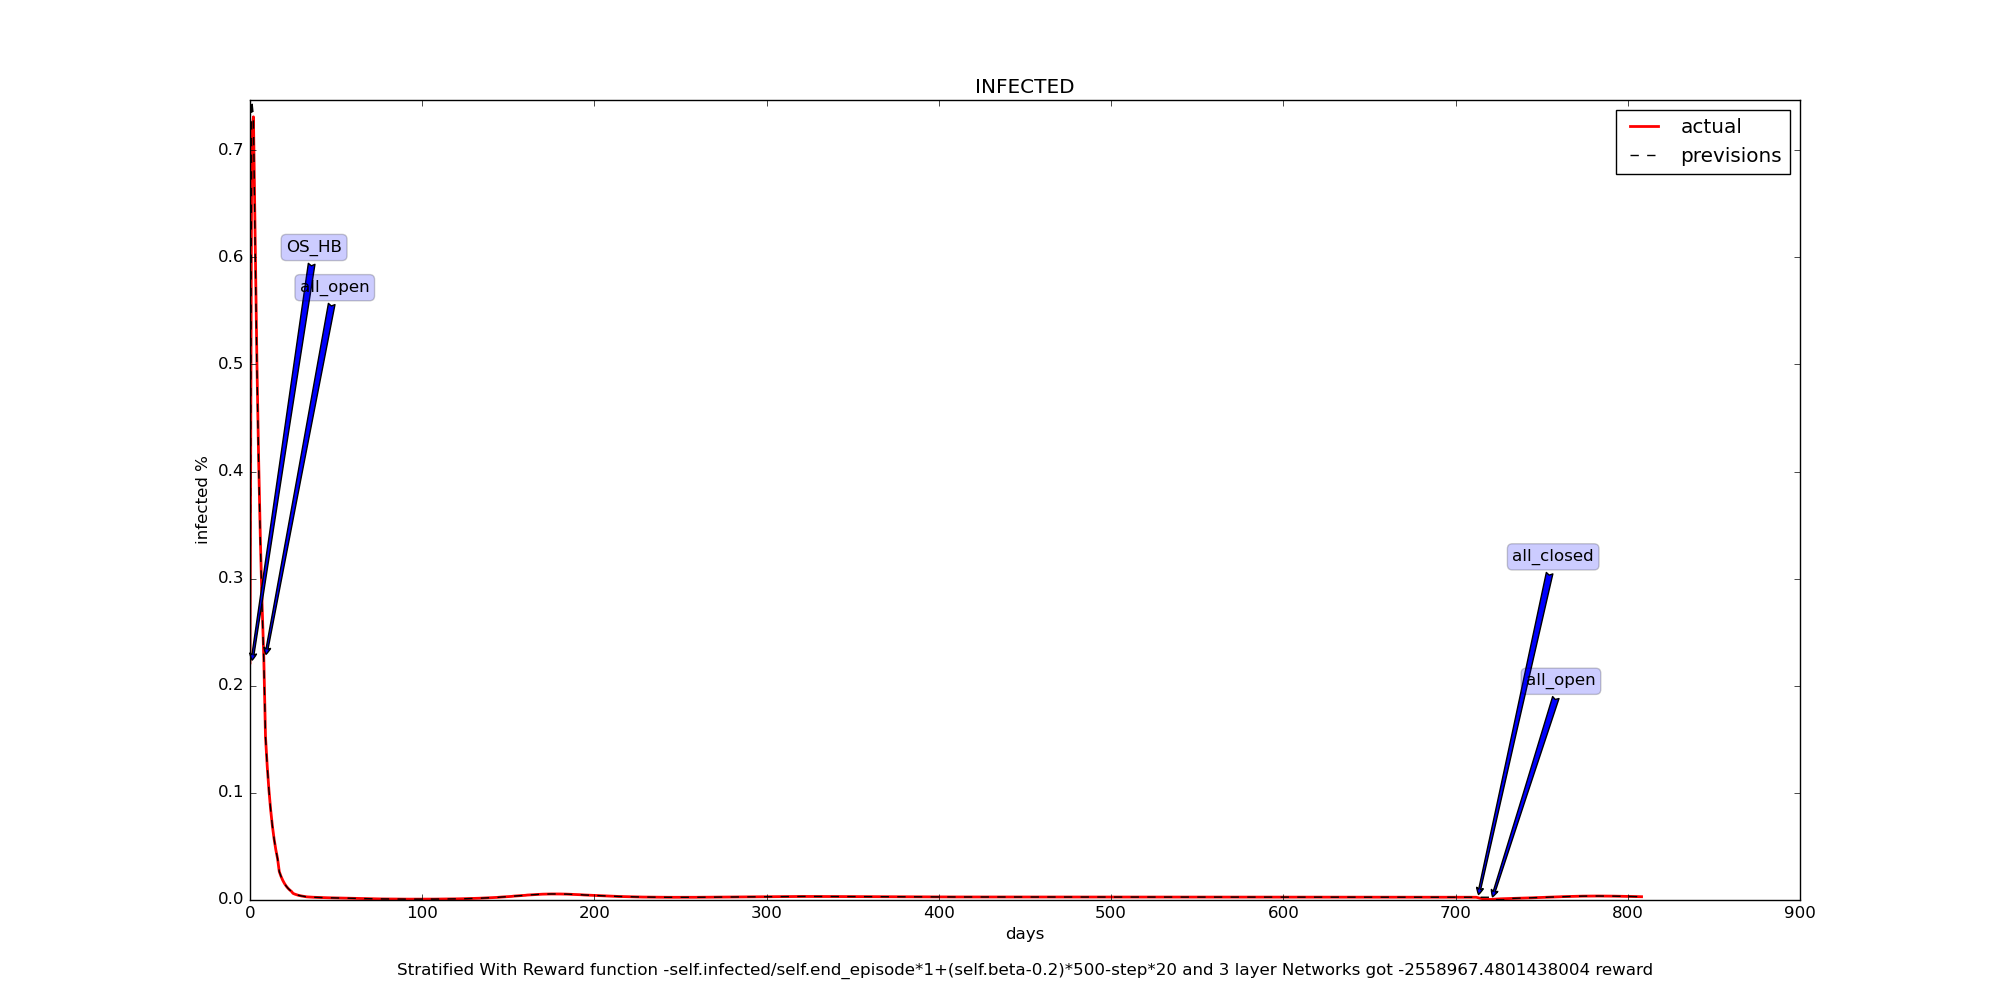 INFECTED
actual
previsions
OS_HB
all_open
all_closed
all_open
infected %
0.7
0.6
0.5
0.4
0.3
0.2
0.1
0.0
0 100 200 300 400 500 600 700 800 900
days
Stratified With Reward function -self.infected/self.end_episode*1+(self.beta-0.2)*500-step*20 and 3 layer Networks got -2558967.4801438004 reward